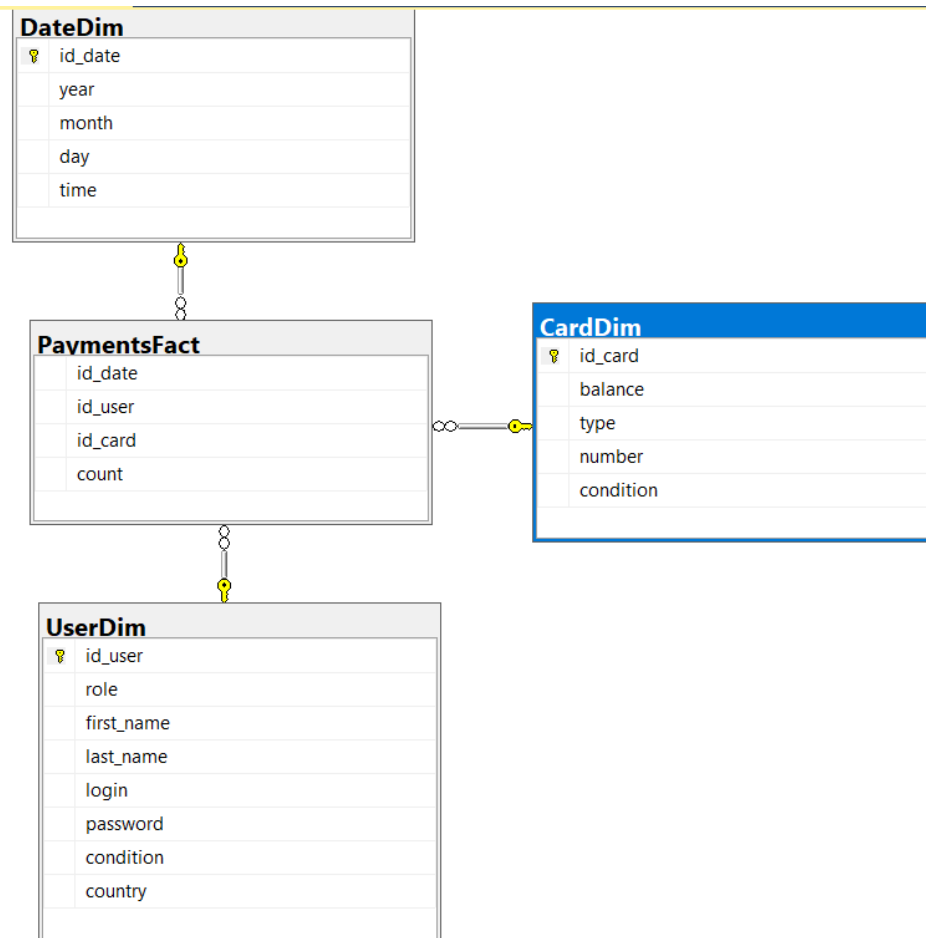 DateDim
id_date
year
month
day
time
PaymentsFact
id_date
id_user
id_card
count
CardDim
id_card
balance
type
number
condition
UserDim
id_user
role
first_name
last_name
login
password
condition
country